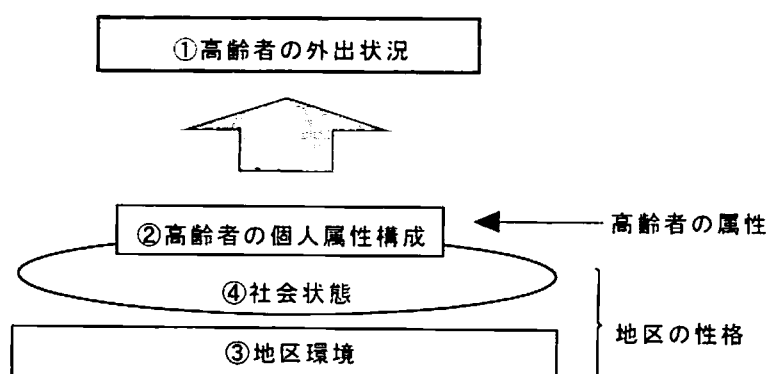 ①高齢者の外出状況
②高齢者の個人属性構成
高齢者の属性
④社会状態
地区の性格
③地区環境